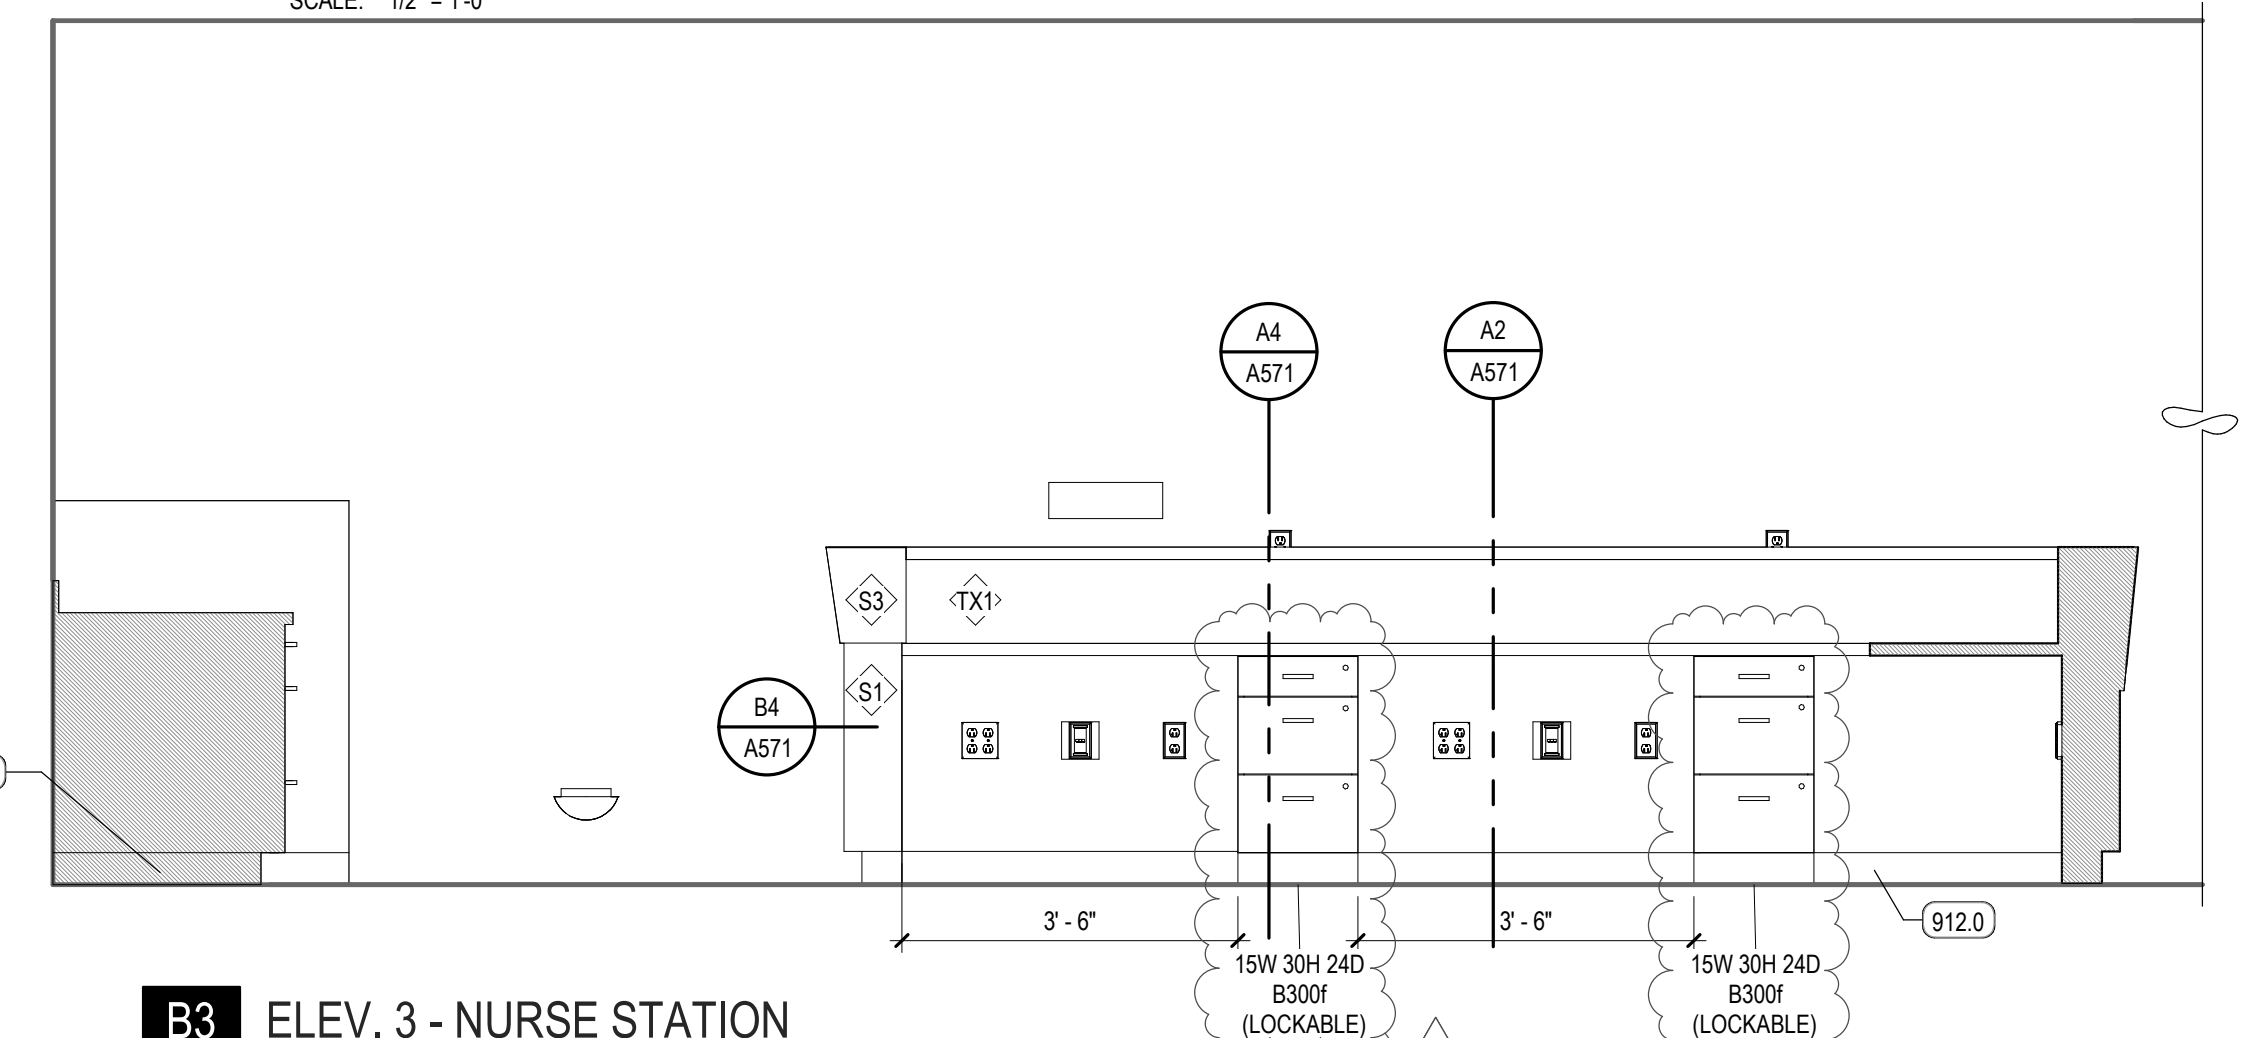 SCALE: 1/2" = 1'-0"
A4
A571
A2
A571
S3
TX1
S1
B4
A571
3' - 6"
3' - 6"
912.0
15W 30H 24D
B300f
(LOCKABLE)
15W 30H 24D
B300f
(LOCKABLE)
B3 ELEV. 3 - NURSE STATION